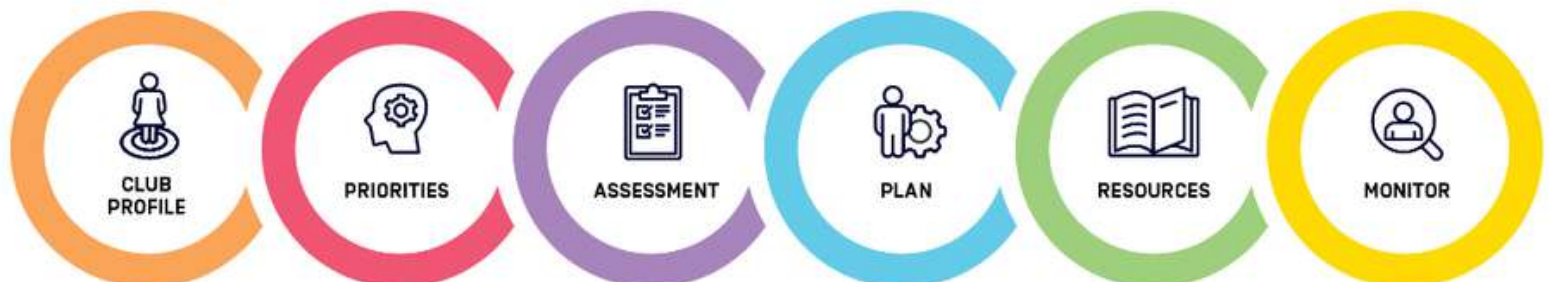 CLUB
PROFILE
PRIORITIES
ASSESSMENT
PLAN
RESOURCES
MONITOR